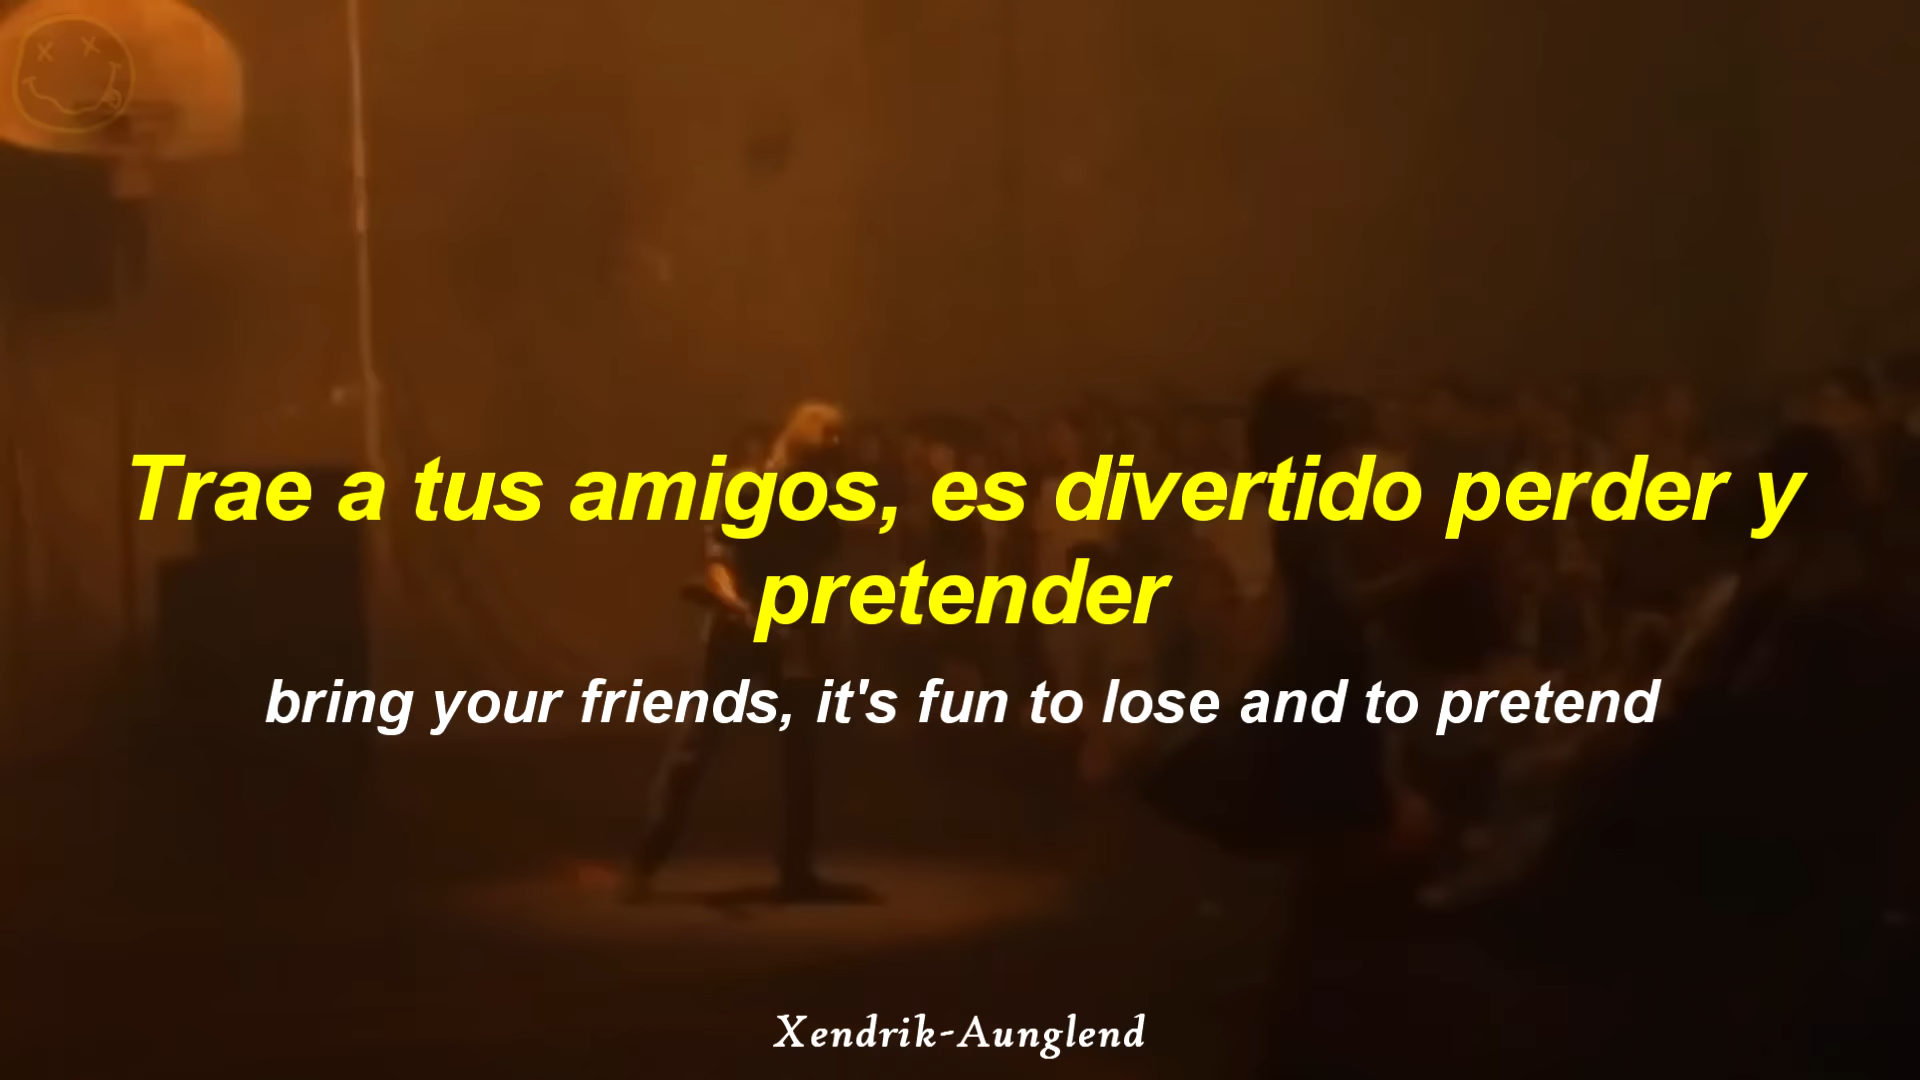 Trae a tus amigos, es divertido perder y
pretender
bring your friends, it's fun to lose and to pretend
Xendrik-Aunglend